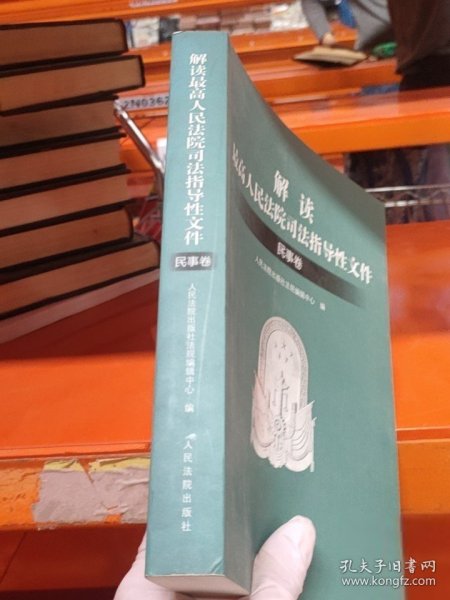 解读最高人民法院司法指导性文件
民事卷
人民法院出版社法规编辑中心 编
人民法院出版社
解读
最高人民法院司法指导性文件
民事卷
人民法院出版社法规编辑中心 编
孔夫子旧书网
www.kongfz.com